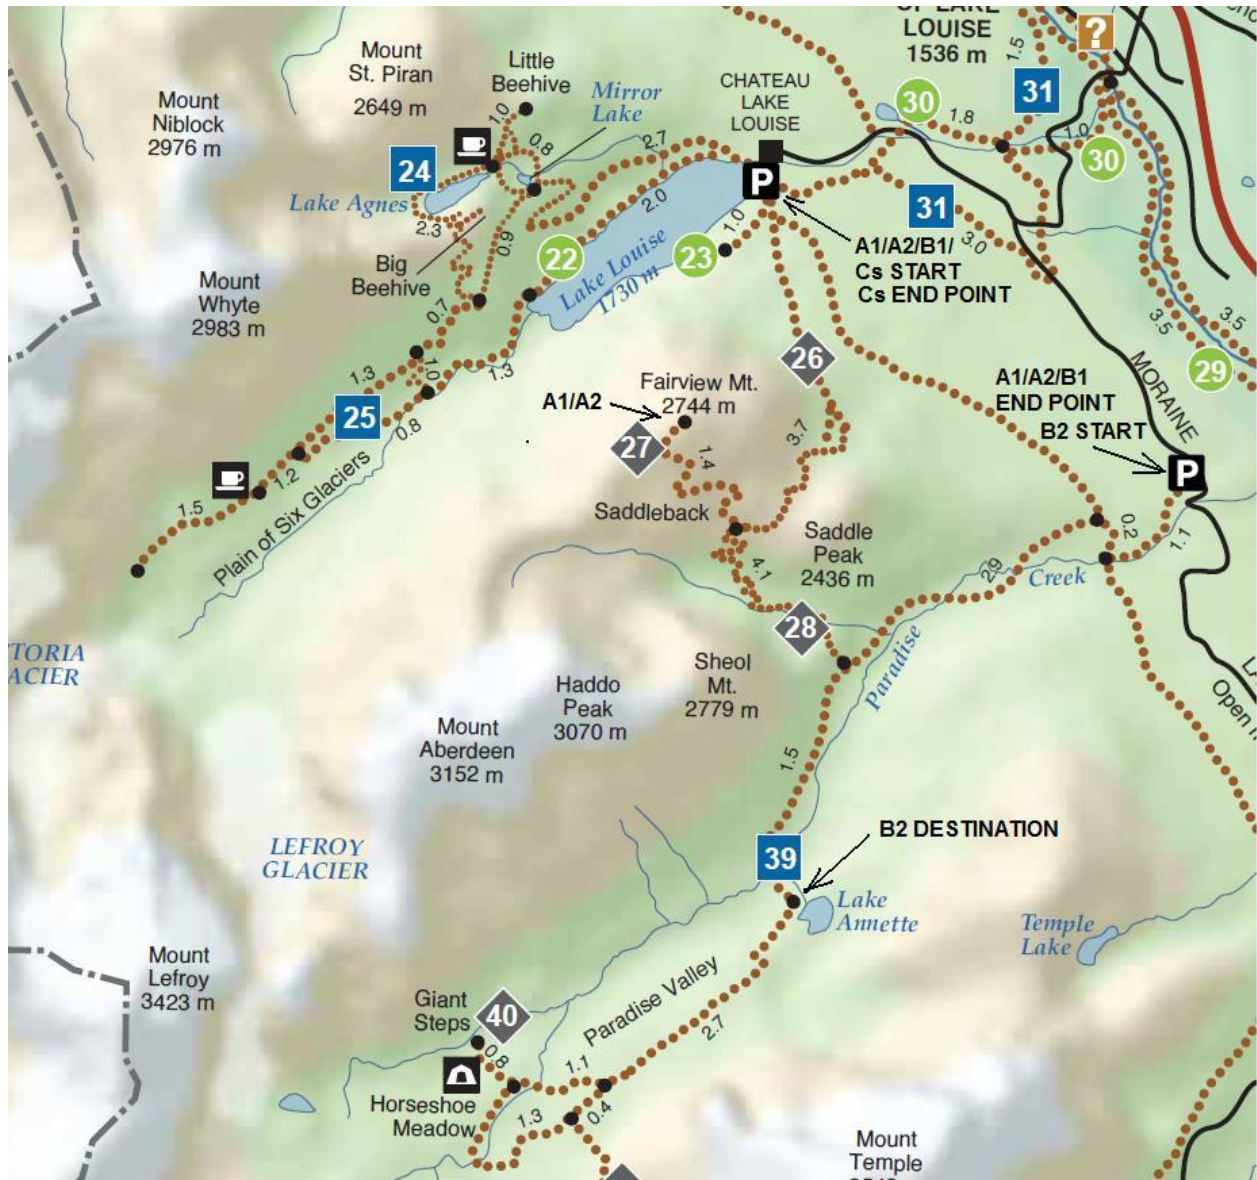 OF LAKE
LOUISE
1536 m
?
1.5
31
Mount
St. Piran
2649 m
Little
Beehive
Mirror
Lake
CHATEAU
LAKE
LOUISE
30
1.8
1.0
30
Mount
Niblock
2976 m
1.0
0.8
2.7
24
Lake Agnes
2.3
P
2.0
31
3.0
0.9
22
Lake Louise
1730 m
23
1.0
A1/A2/B1/
Cs START
Cs END POINT
Big
Beehive
Mount
Whyte
2983 m
0.7
3.5
3.5
29
MORAINE
26
1.3
1.0
1.3
25
0.8
A1/A2
Fairview Mt.
2744 m
27
1.4
3.7
A1/A2/B1
END POINT
B2 START
P
1.5
1.2
Plain of Six Glaciers
Saddleback
Saddle
Peak
2436 m
4.1
28
2.9
Creek
0.2
1.1
Paradise
TORIA
ACIER
Sheol
Mt.
2779 m
Haddo
Peak
3070 m
Mount
Aberdeen
3152 m
Open
1.5
LEFROY
GLACIER
39
B2 DESTINATION
Lake
Annette
Temple
Lake
Mount
Lefroy
3423 m
Paradise Valley
2.7
Giant
Steps
40
0.8
1.1
Horseshoe
Meadow
1.3
0.4
Mount
Temple